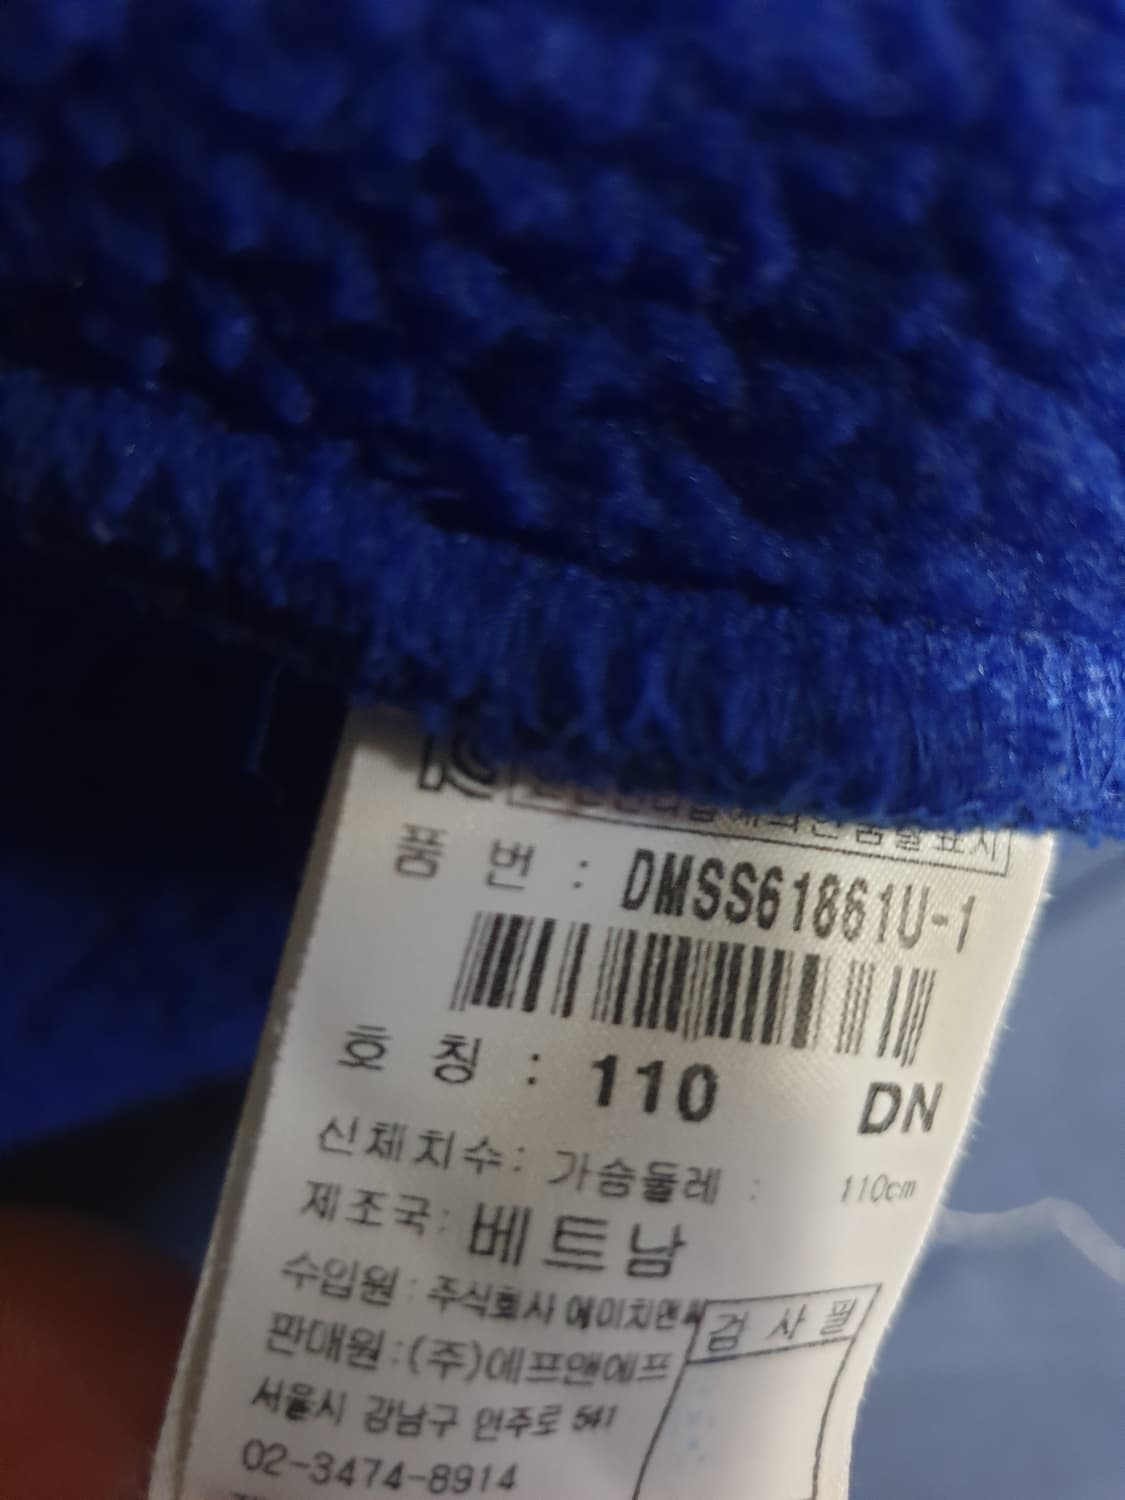 품 번 : DMSS61861U-1
호 칭 : 110 DN
신체치수: 가슴둘레 : 110cm
제조국: 베트남
수입원 : 주식회사 에이치앤
검 사 필
판매원 : (주)에프앤에프
서울시 강남구 언주로 541
02-3474-8914